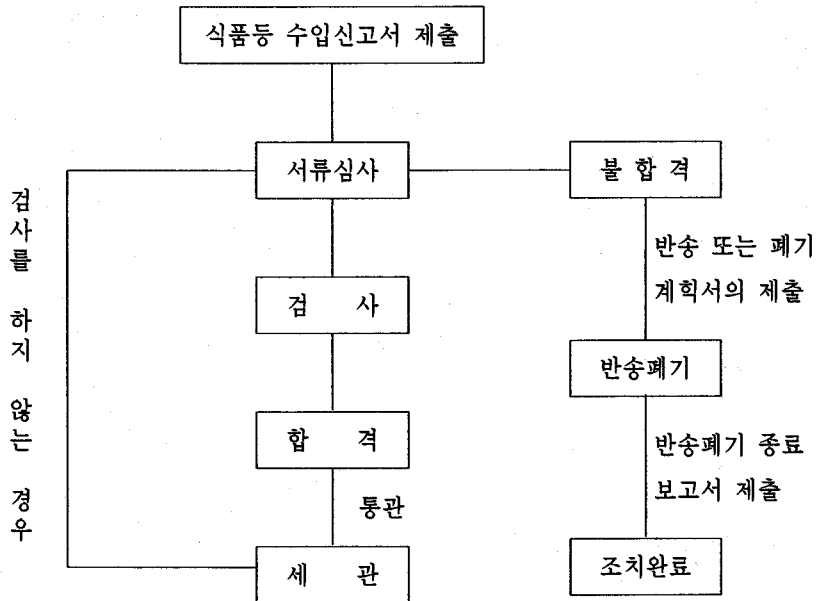 식품등 수입신고서 제출
서류심사
불 합 격
검사를 하지 않는 경우
반송 또는 폐기
계획서의 제출
검 사
반송폐기
합 격
반송폐기 종료
보고서 제출
통관
세 관
조치완료